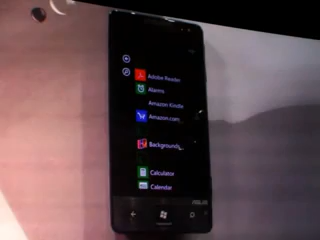 Adobe Reader
Alarms
Amazon Kindle
Amazon.com
Backgrounds
Calculator
Calendar
ASUS